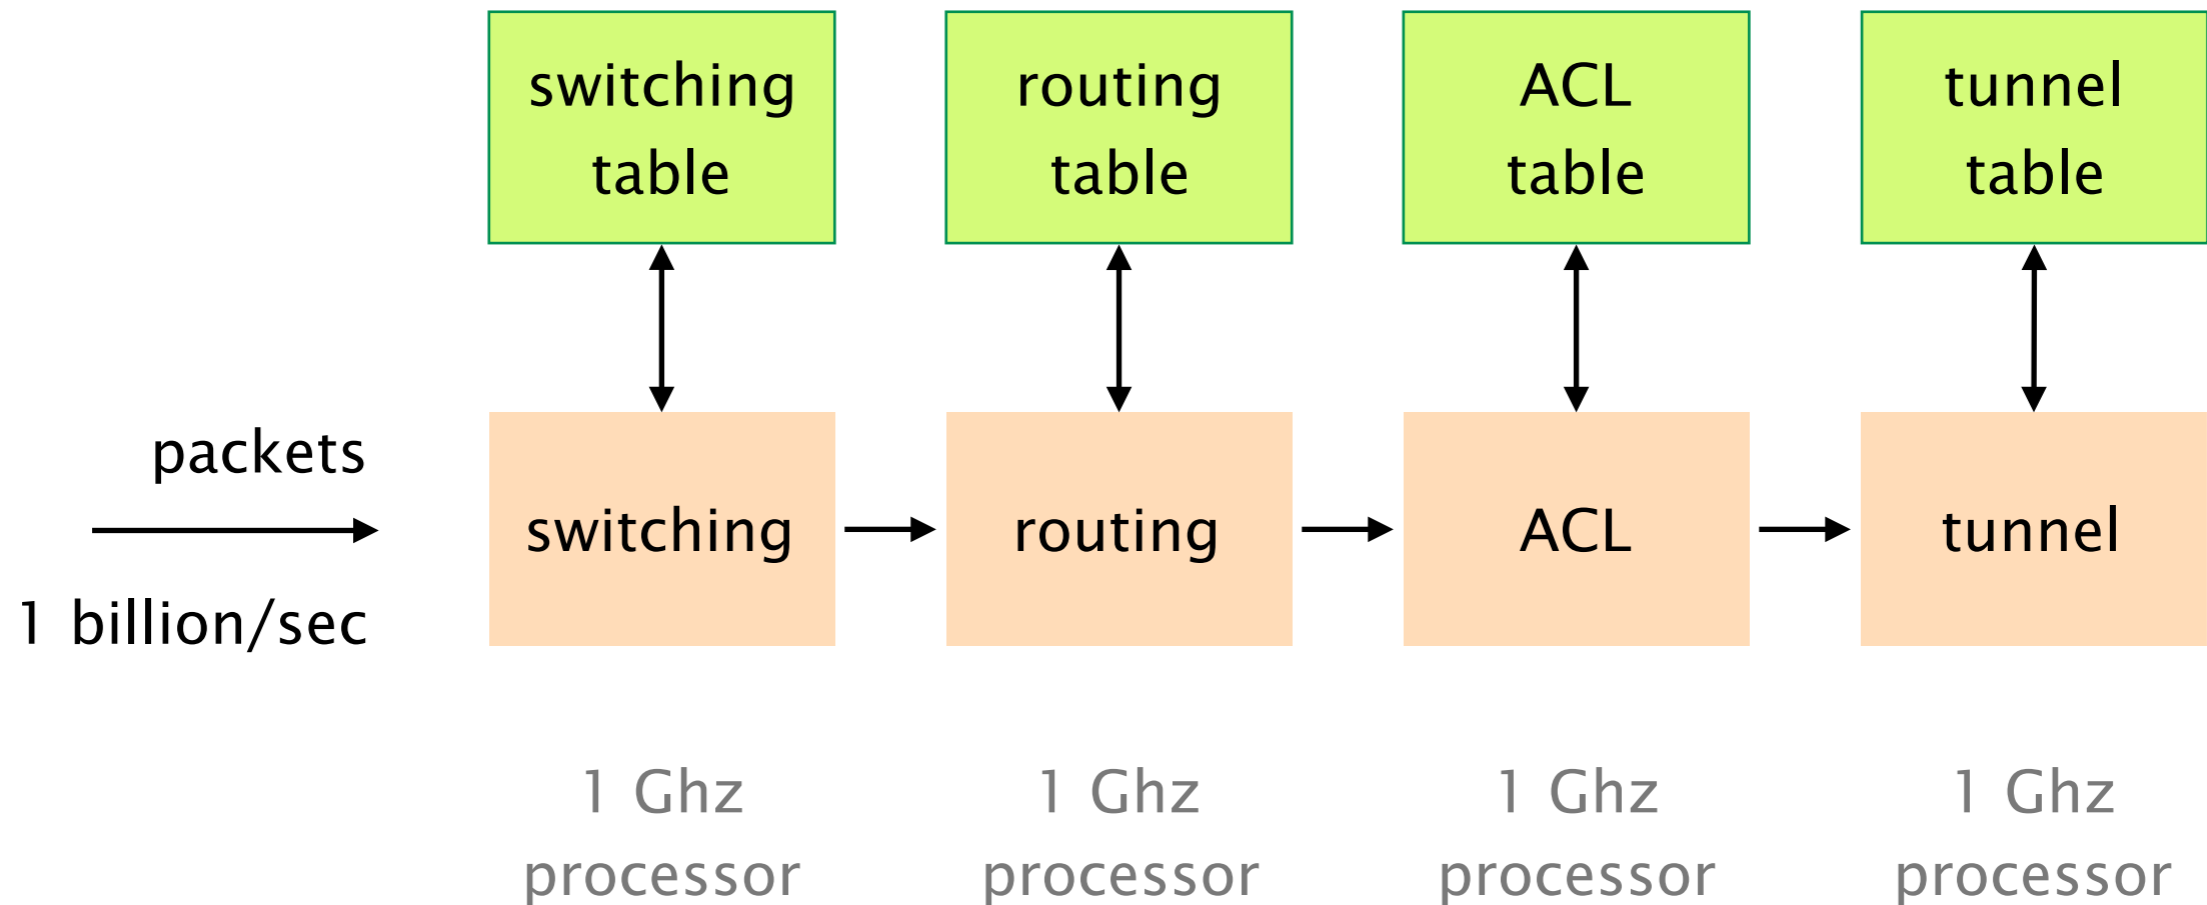 switching
table
routing
table
ACL
table
tunnel
table
packets
1 billion/sec
switching
routing
ACL
tunnel
1 Ghz
processor
1 Ghz
processor
1 Ghz
processor
1 Ghz
processor